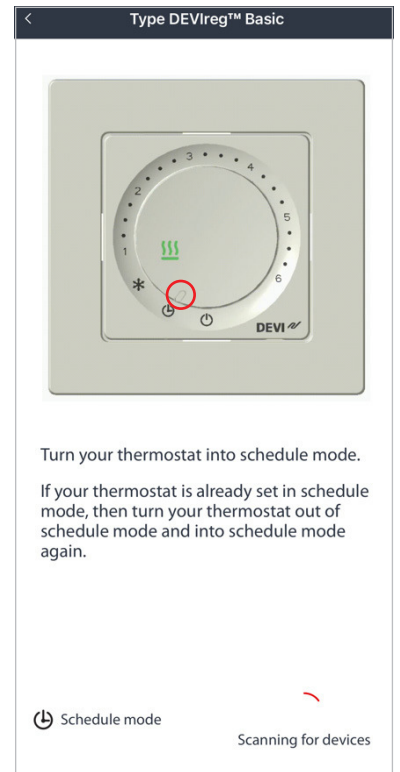 Type DEVIreg™ Basic
3
2
4
5
1
6
DEVI
Turn your thermostat into schedule mode.
If your thermostat is already set in schedule
mode, then turn your thermostat out of
schedule mode and into schedule mode
again.
Schedule mode
Scanning for devices